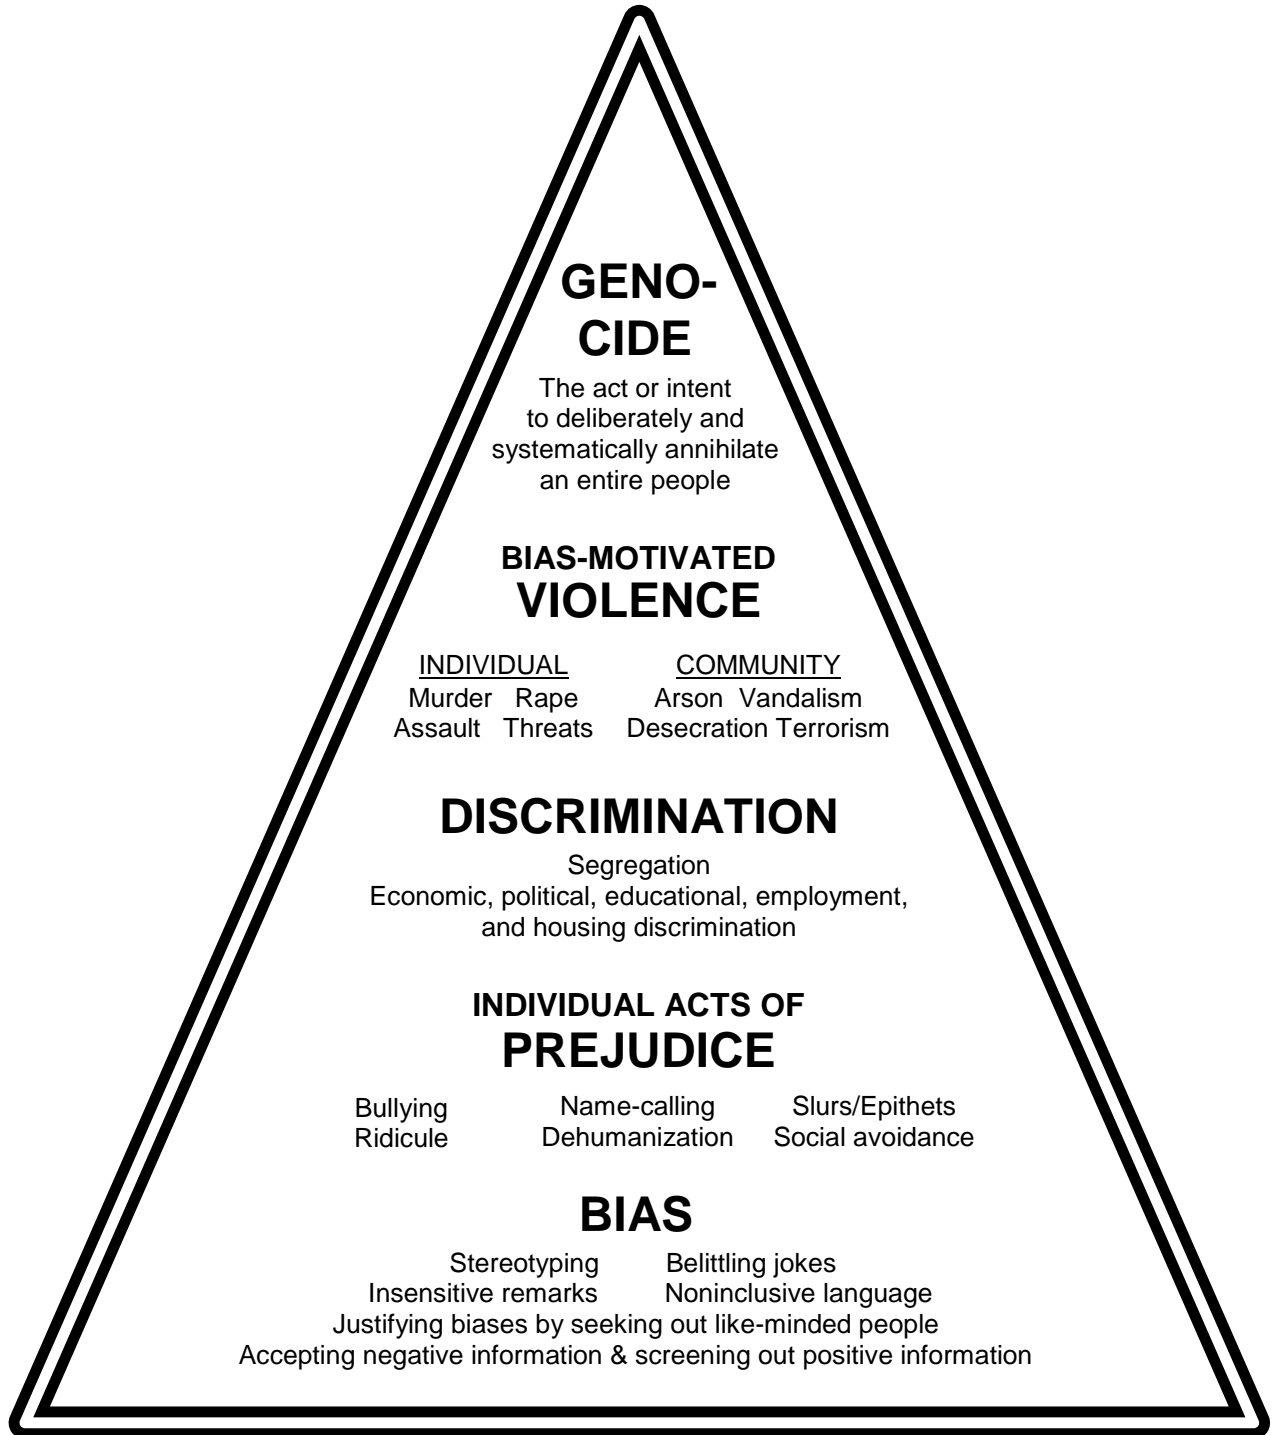 GENO-
CIDE
The act or intent
to deliberately and
systematically annihilate
an entire people
BIAS-MOTIVATED
VIOLENCE
INDIVIDUAL COMMUNITY
Murder Rape Arson Vandalism
Assault Threats Desecration Terrorism
DISCRIMINATION
Segregation
Economic, political, educational, employment,
and housing discrimination
INDIVIDUAL ACTS OF
PREJUDICE
Bullying Name-calling Slurs/Epithets
Ridicule Dehumanization Social avoidance
BIAS
Stereotyping Belittling jokes
Insensitive remarks Noninclusive language
Justifying biases by seeking out like-minded people
Accepting negative information & screening out positive information